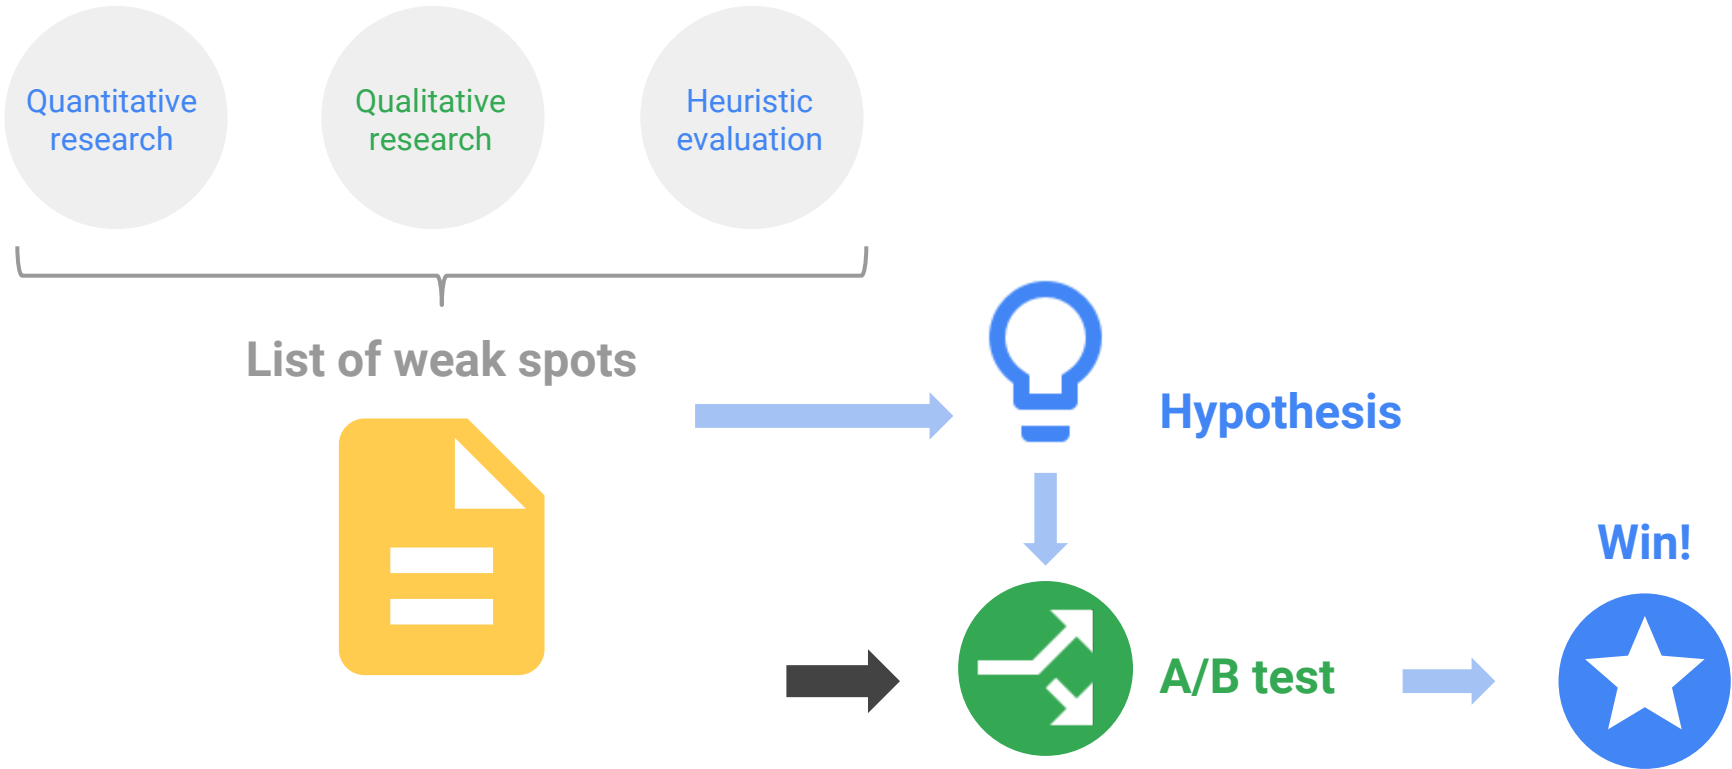 Quantitative
research
Qualitative
research
Heuristic
evaluation
List of weak spots
Hypothesis
Win!
A/B test